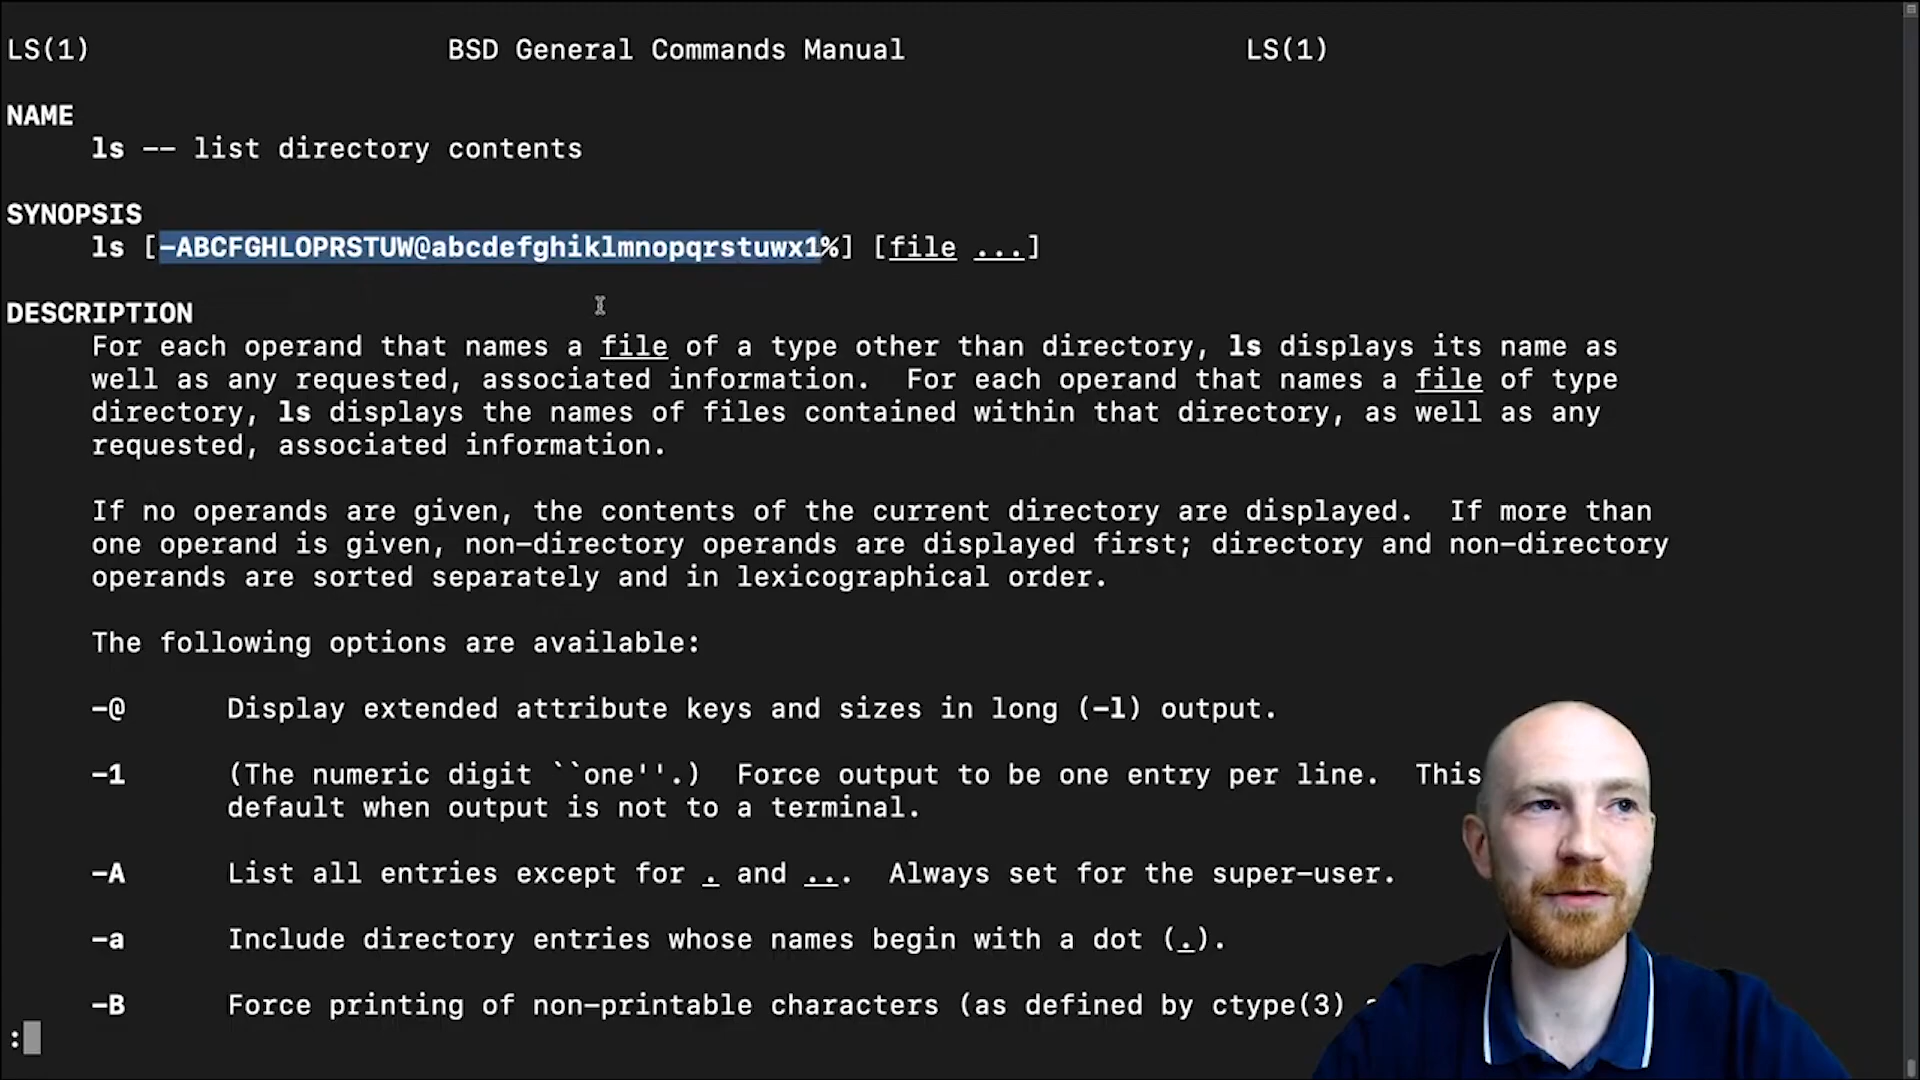 LS(1) BSD General Commands Manual LS(1)
NAME
ls -- list directory contents
SYNOPSIS
ls [-ABCFGHLOPRSTUW@abcdefghiklmnopqrstuwx1%] [file ...]
DESCRIPTION
For each operand that names a file of a type other than directory, ls displays its name as
well as any requested, associated information. For each operand that names a file of type
directory, ls displays the names of files contained within that directory, as well as any
requested, associated information.
If no operands are given, the contents of the current directory are displayed. If more than
one operand is given, non-directory operands are displayed first; directory and non-directory
operands are sorted separately and in lexicographical order.
The following options are available:
-@ Display extended attribute keys and sizes in long (-l) output.
-1 (The numeric digit ``one''.) Force output to be one entry per line. This
default when output is not to a terminal.
-A List all entries except for . and ... Always set for the super-user.
-a Include directory entries whose names begin with a dot (.).
-B Force printing of non-printable characters (as defined by ctype(3)
: